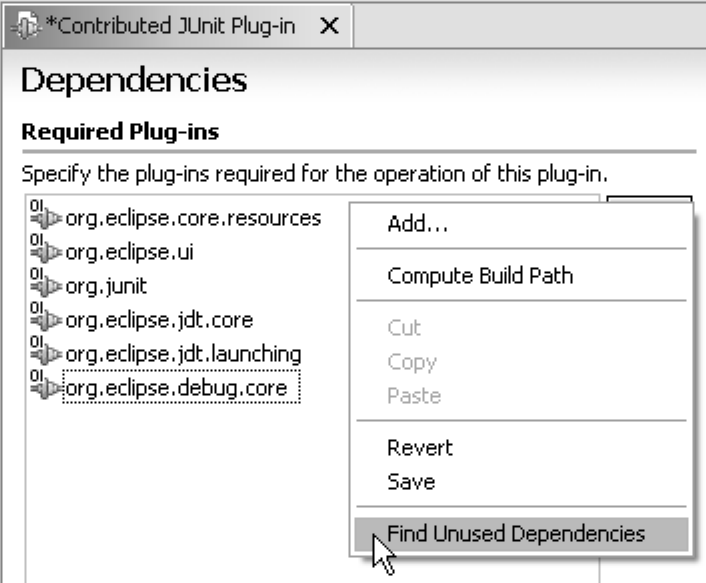 *Contributed JUnit Plug-in X
Dependencies
Required Plug-ins
Specify the plug-ins required for the operation of this plug-in.
org.eclipse.core.resources
org.eclipse.ui
org.junit
org.eclipse.jdt.core
org.eclipse.jdt.launching
org.eclipse.debug.core
Add...
Compute Build Path
Cut
Copy
Paste
Revert
Save
Find Unused Dependencies